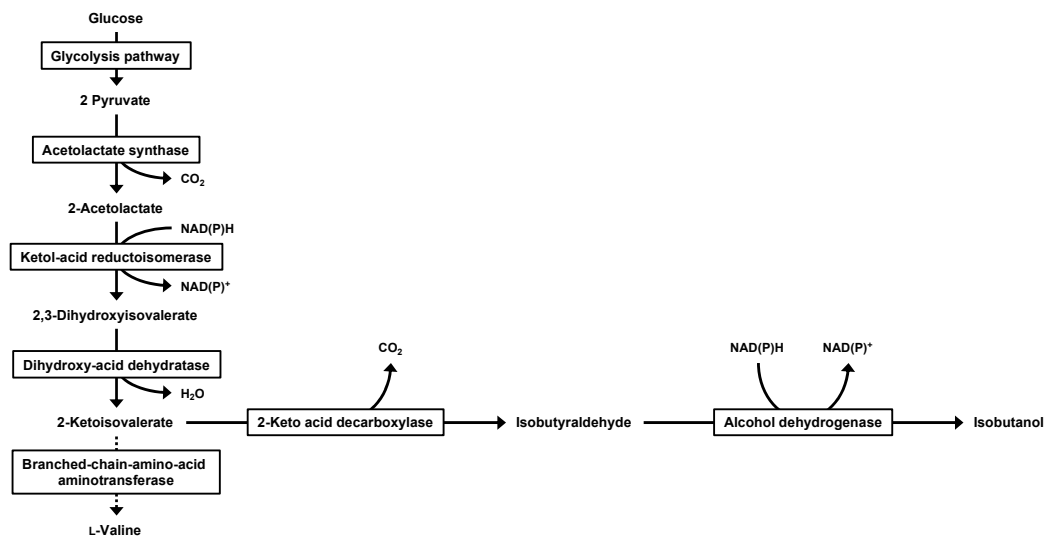 Glucose
Glycolysis pathway
2 Pyruvate
Acetolactate synthase
CO₂
2-Acetolactate
NAD(P)H
Ketol-acid reductoisomerase
NAD(P)⁺
2,3-Dihydroxyisovalerate
CO₂
NAD(P)H
NAD(P)⁺
Dihydroxy-acid dehydratase
H₂O
2-Ketoisovalerate
2-Keto acid decarboxylase
Isobutyraldehyde
Alcohol dehydrogenase
Isobutanol
Branched-chain-amino-acid
aminotransferase
L-Valine